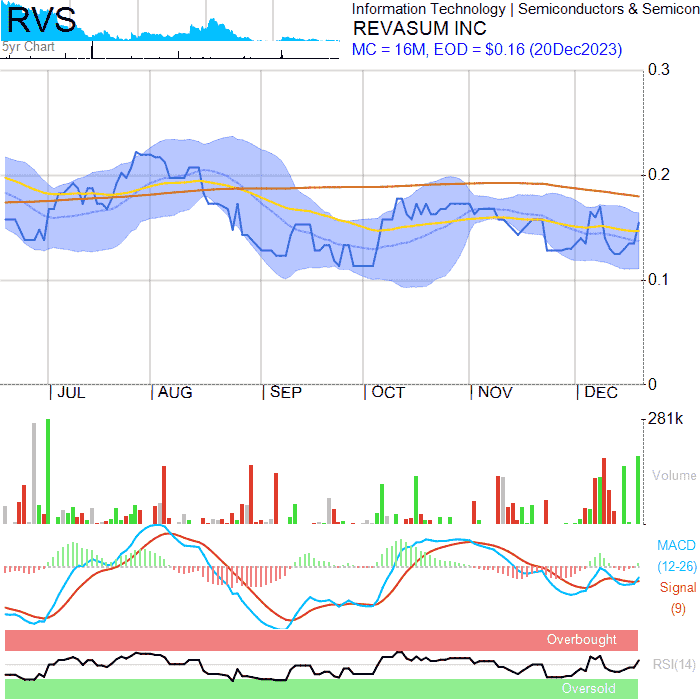 RVS
5yr Chart
Information Technology | Semiconductors & Semicon
REVASUM INC
MC = 16M, EOD = $0.16 (20Dec2023)
0.3
0.2
0.1
0
JUL AUG SEP OCT NOV DEC
281k
Volume
MACD
(12-26)
Signal
(9)
Overbought
RSI(14)
Oversold